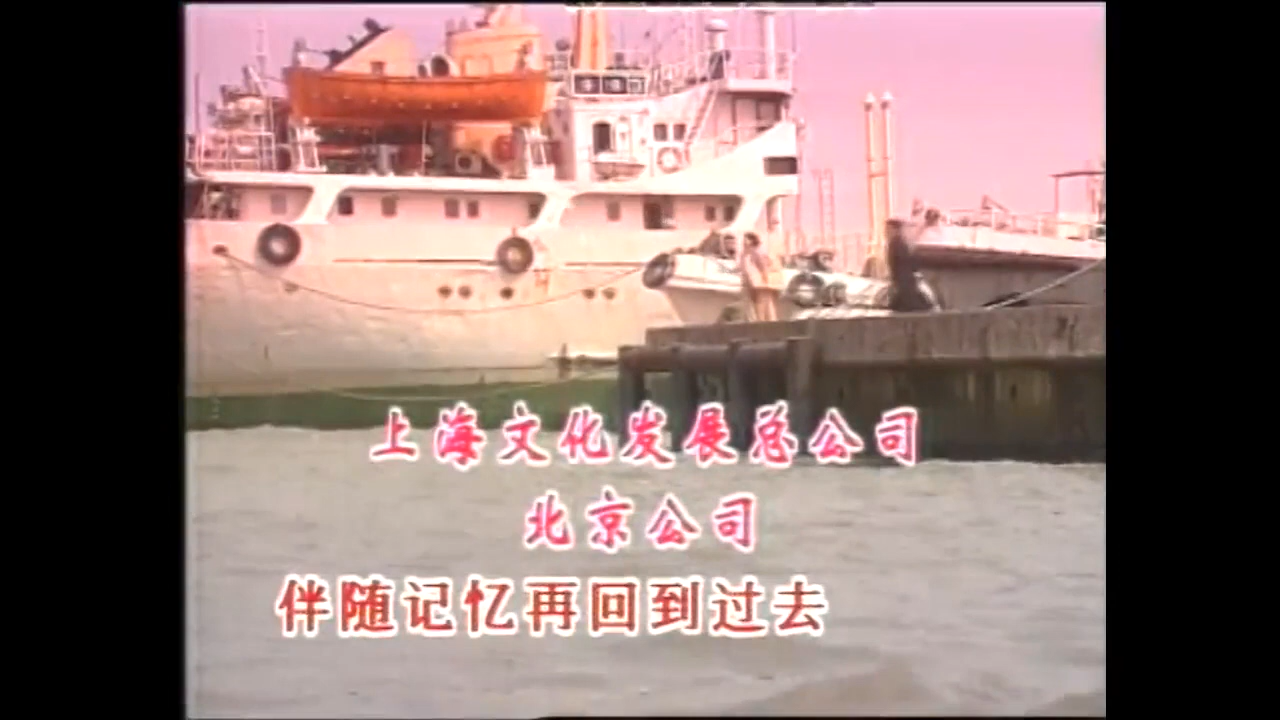 上海文化发展总公司
北京公司
伴随记忆再回到过去